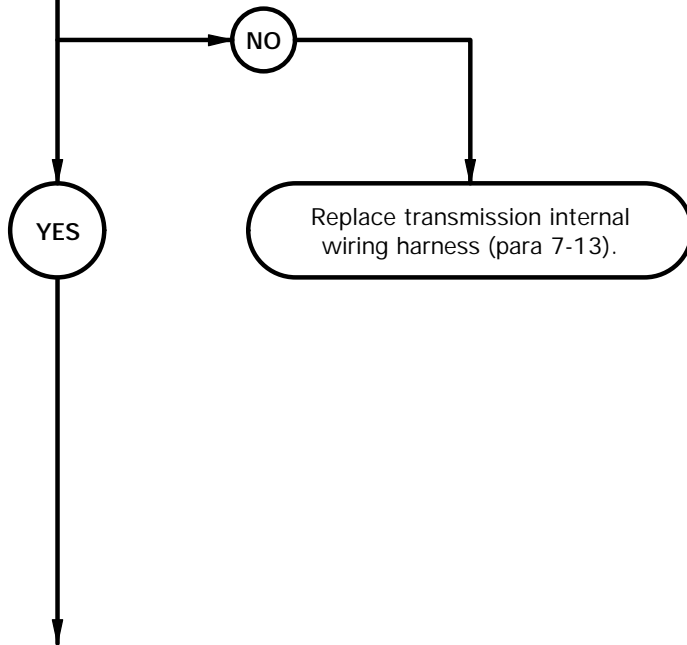 NO
YES
Replace transmission internal
wiring harness (para 7-13).